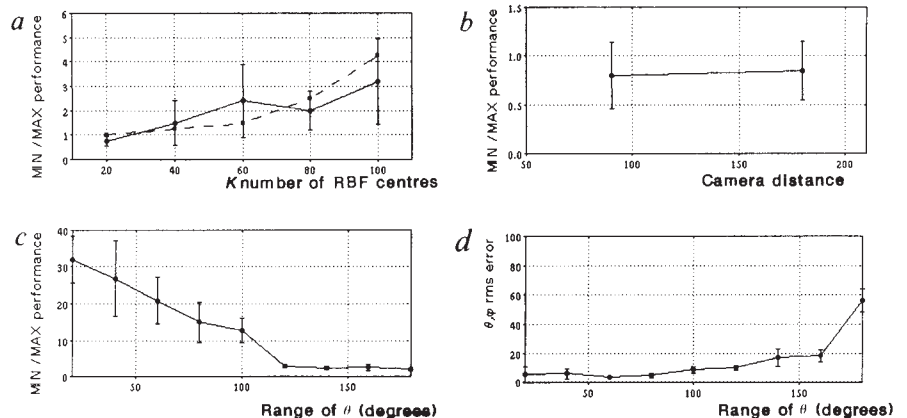 a
MIN / MAX performance
6
5
4
3
2
1
0
20 40 60 80 100
K number of RBF centres
b
MIN / MAX performance
1.5
1.0
0.5
0.0
50 100 150 200
Camera distance
c
MIN / MAX performance
40
30
20
10
0
50 100 150
Range of θ (degrees)
d
θ,φ rms error
100
80
60
40
20
0
50 100 150
Range of θ (degrees)